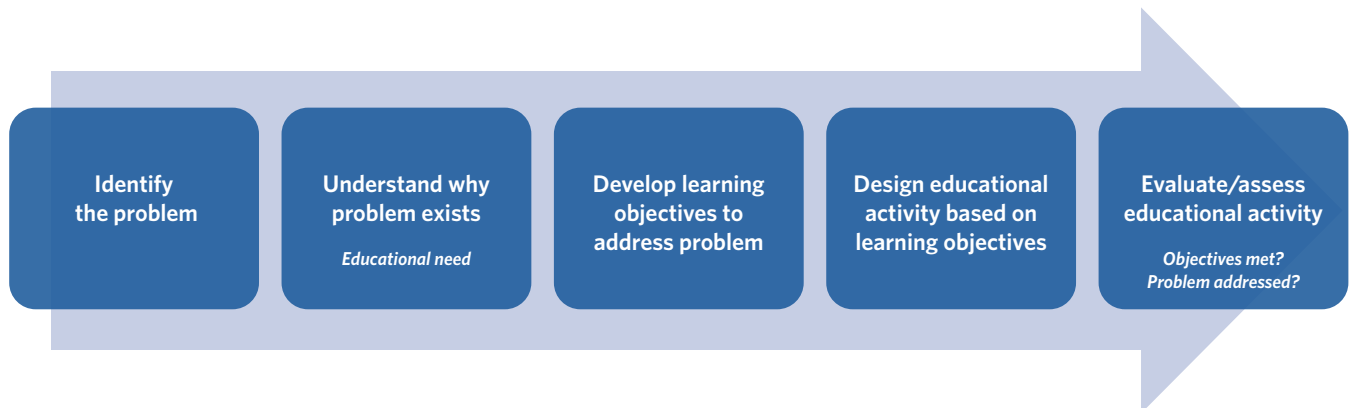 Identify
the problem
Understand why
problem exists
Educational need
Develop learning
objectives to
address problem
Design educational
activity based on
learning objectives
Evaluate/assess
educational activity
Objectives met?
Problem addressed?